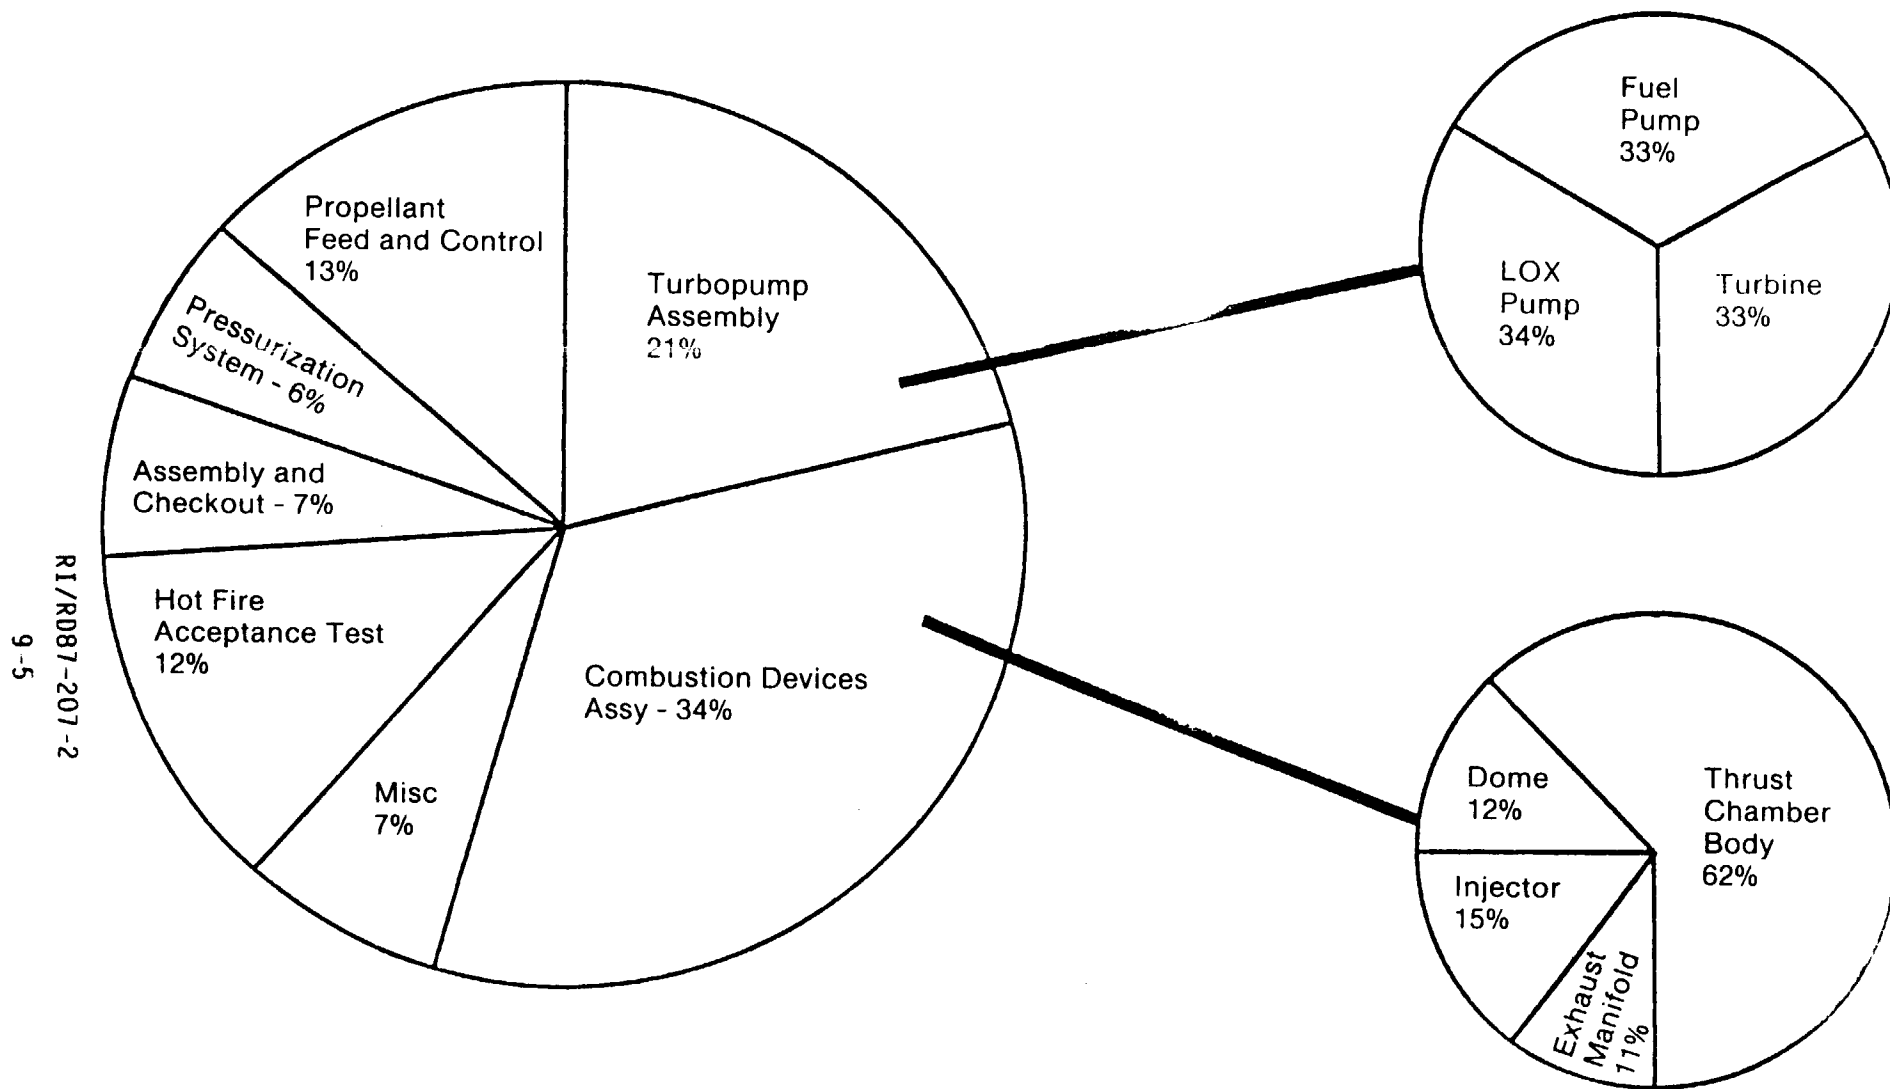 Propellant
Feed and Control
13%
Turbopump
Assembly
21%
Pressurization
System - 6%
Assembly and
Checkout - 7%
Hot Fire
Acceptance Test
12%
Misc
7%
Combustion Devices
Assy - 34%
Fuel
Pump
33%
LOX
Pump
34%
Turbine
33%
Dome
12%
Thrust
Chamber
Body
62%
Injector
15%
Exhaust
Manifold
11%
RI/RD87-207-2
9-5